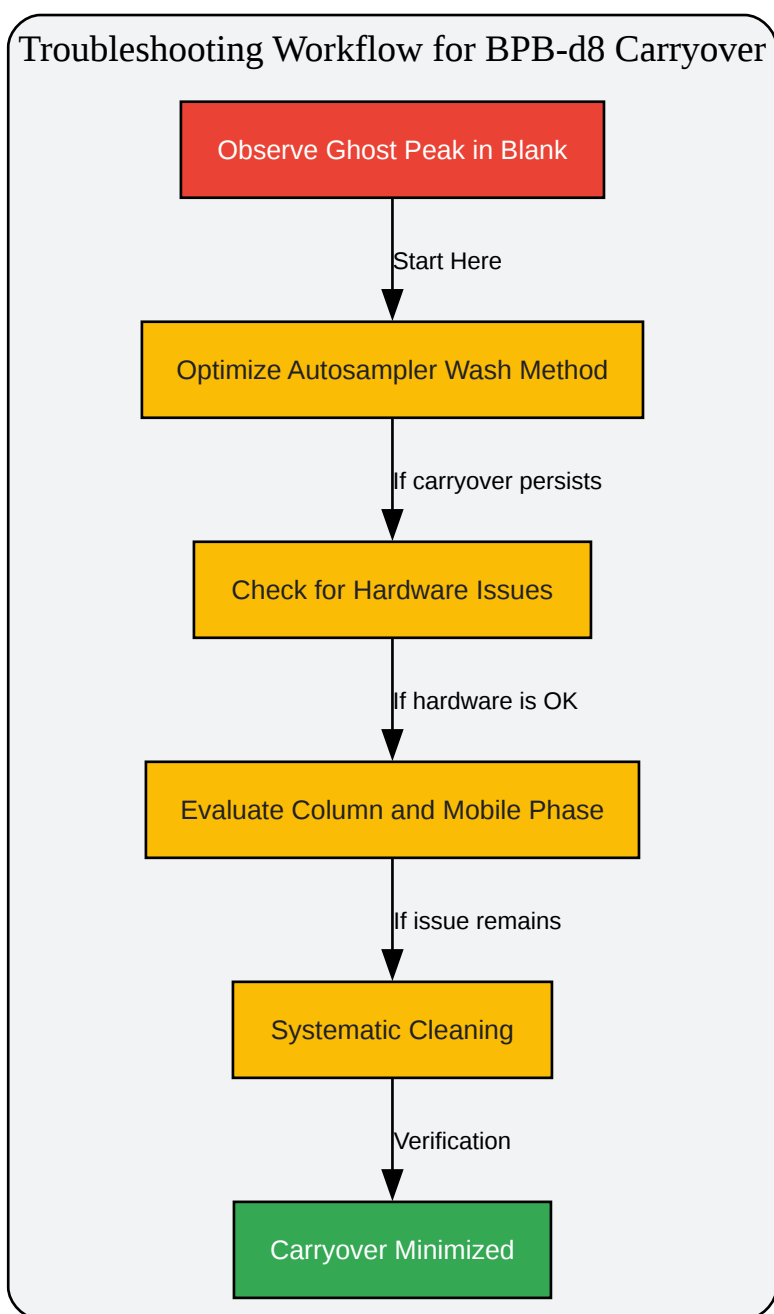 Troubleshooting Workflow for BPB-d8 Carryover
Observe Ghost Peak in Blank
Start Here
Optimize Autosampler Wash Method
If carryover persists
Check for Hardware Issues
If hardware is OK
Evaluate Column and Mobile Phase
If issue remains
Systematic Cleaning
Verification
Carryover Minimized